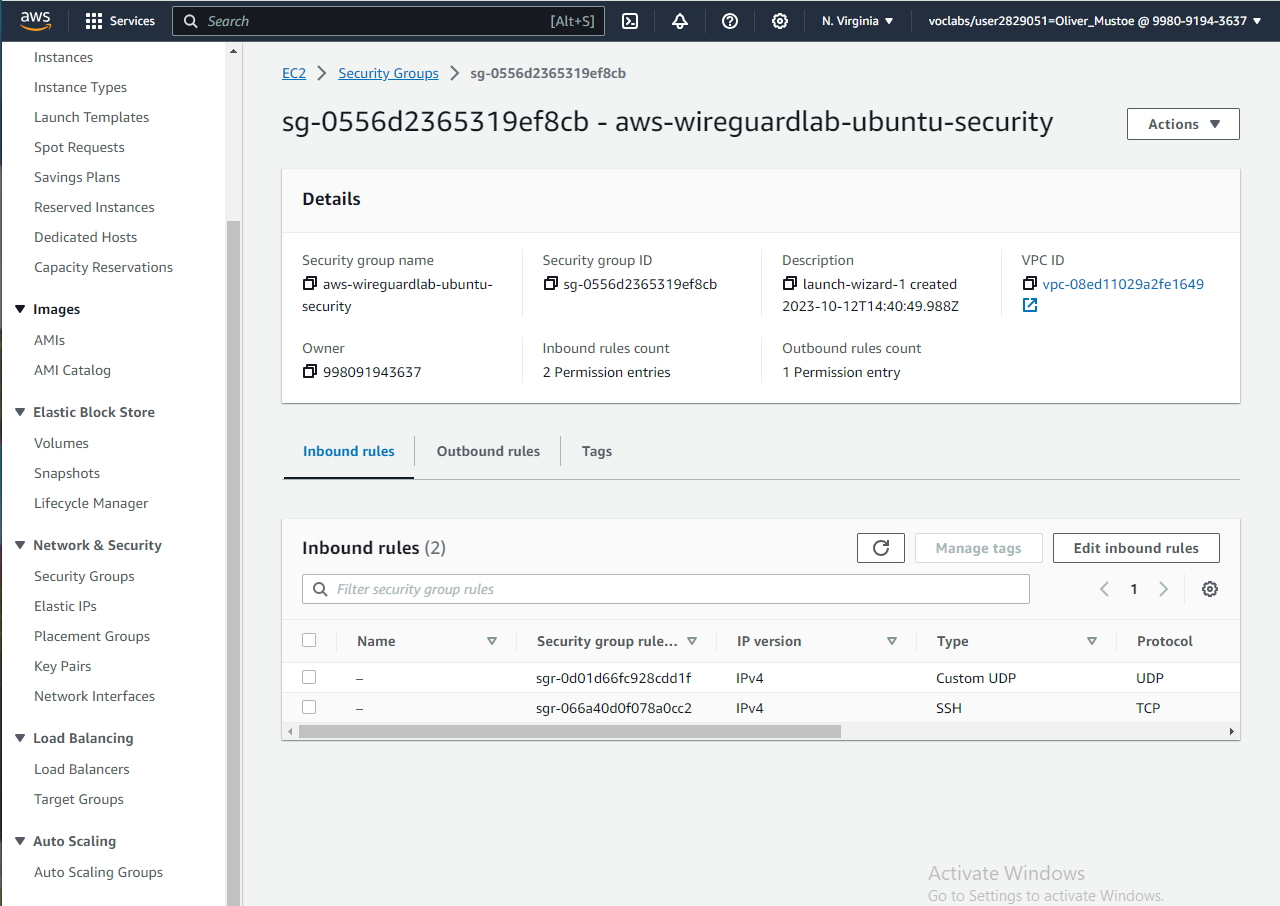 aws
Services
Search
[Alt+S]
N. Virginia
voclabs/user2829051=Oliver_Mustoe @ 9980-9194-3637
Instances
Instance Types
Launch Templates
Spot Requests
Savings Plans
Reserved Instances
Dedicated Hosts
Capacity Reservations
Images
AMIs
AMI Catalog
Elastic Block Store
Volumes
Snapshots
Lifecycle Manager
Network & Security
Security Groups
Elastic IPs
Placement Groups
Key Pairs
Network Interfaces
Load Balancing
Load Balancers
Target Groups
Auto Scaling
Auto Scaling Groups
EC2 > Security Groups > sg-0556d2365319ef8cb
sg-0556d2365319ef8cb - aws-wireguardlab-ubuntu-security
Actions
Details
Security group name
aws-wireguardlab-ubuntu-
security
Security group ID
sg-0556d2365319ef8cb
Description
launch-wizard-1 created
2023-10-12T14:40:49.988Z
VPC ID
vpc-08ed11029a2fe1649
Owner
998091943637
Inbound rules count
2 Permission entries
Outbound rules count
1 Permission entry
Inbound rules
Outbound rules
Tags
Inbound rules (2)
Manage tags
Edit inbound rules
Filter security group rules
1
Name
Security group rule...
IP version
Type
Protocol
– sgr-0d01d66fc928cdd1f IPv4 Custom UDP UDP
– sgr-066a40d0f078a0cc2 IPv4 SSH TCP
Activate Windows
Go to Settings to activate Windows.